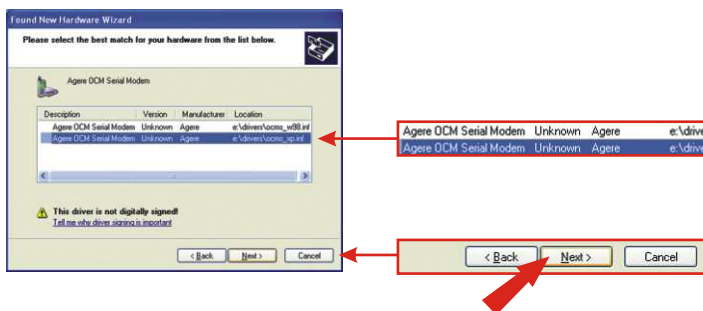 Found New Hardware Wizard
Please select the best match for your hardware from the list below.
Agere OCM Serial Modem
Description Version Manufacturer Location
Agere OCM Serial Modem Unknown Agere e:\drivers\ocms_w98.inf
Agere OCM Serial Modem Unknown Agere e:\drivers\ocms_xp.inf
This driver is not digitally signed!
Tell me why driver signing is important
< Back Next > Cancel
Agere OCM Serial Modem Unknown Agere e:\drive
Agere OCM Serial Modem Unknown Agere e:\drive
< Back Next > Cancel